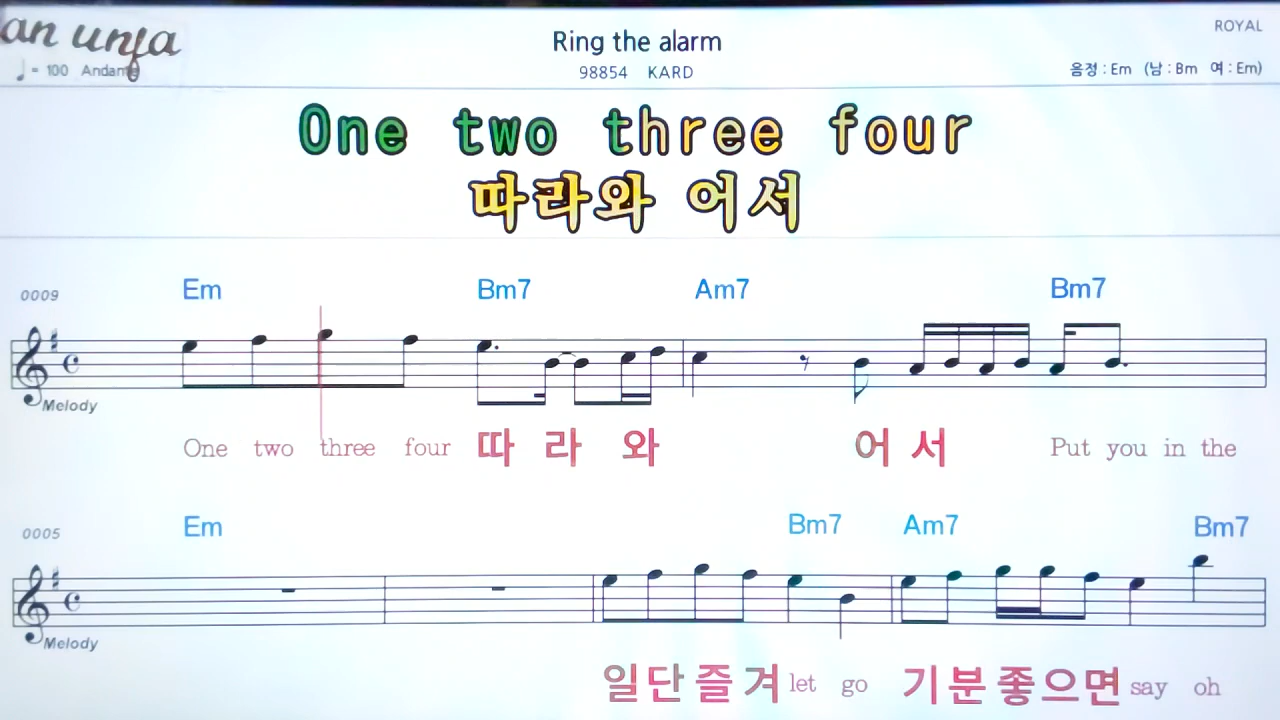 an unja
Ring the alarm
ROYAL
♩= 100 Andante
98854 KARD
음정 : Em (남 : Bm 여 : Em)
One two three four
따라와 어서
0009 Em Bm7 Am7 Bm7
Melody
One two three four 따 라 와 어 서 Put you in the
0005 Em Bm7 Am7 Bm7
Melody
일단 즐겨 let go 기분 좋으면 say oh